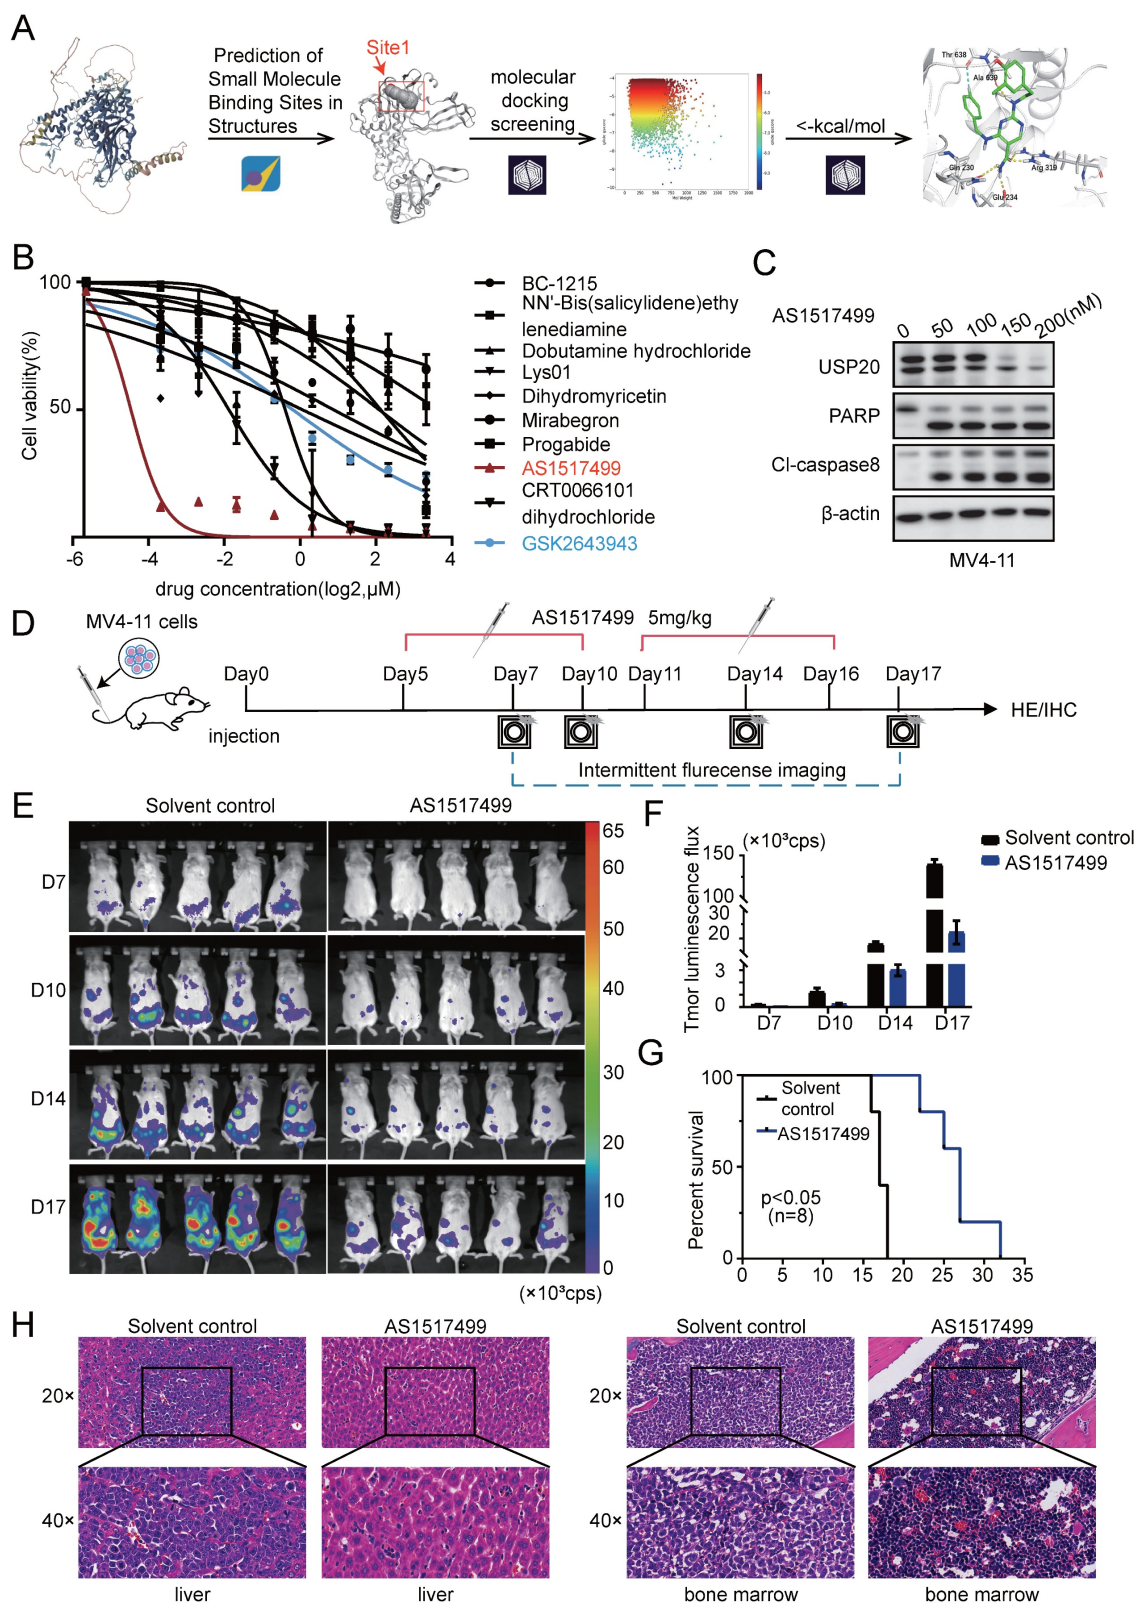 A
Prediction of
Small Molecule
Binding Sites in
Structures
Site1
molecular
docking
screening
Mol Weight
<-kcal/mol
Thr 638
Ala 639
Gln 230
Arg 319
Glu 234
B
Cell vability(%)
100
50
-6 -4 -2 0 2 4
drug concentration(log2,μM)
BC-1215
NN'-Bis(salicylidene)ethy
lenediamine
Dobutamine hydrochloride
Lys01
Dihydromyricetin
Mirabegron
Progabide
AS1517499
CRT0066101
dihydrochloride
GSK2643943
C
AS1517499
0 50 100 150 200(nM)
USP20
PARP
Cl-caspase8
β-actin
MV4-11
D
MV4-11 cells
injection
AS1517499 5mg/kg
Day0 Day5 Day7 Day10 Day11 Day14 Day16 Day17
HE/IHC
Intermittent flurecense imaging
E
Solvent control AS1517499
D7
D10
D14
D17
65
60
50
40
30
20
10
0
(×10³cps)
F
Tmor luminescence flux
(×10³cps)
150
100
30
20
3
0
D7 D10 D14 D17
Solvent control
AS1517499
G
Percent survival
100
50
0
Solvent
control
AS1517499
p<0.05
(n=8)
0 5 10 15 20 25 30 35
H
Solvent control AS1517499 Solvent control AS1517499
20× 20×
40× 40×
liver liver bone marrow bone marrow